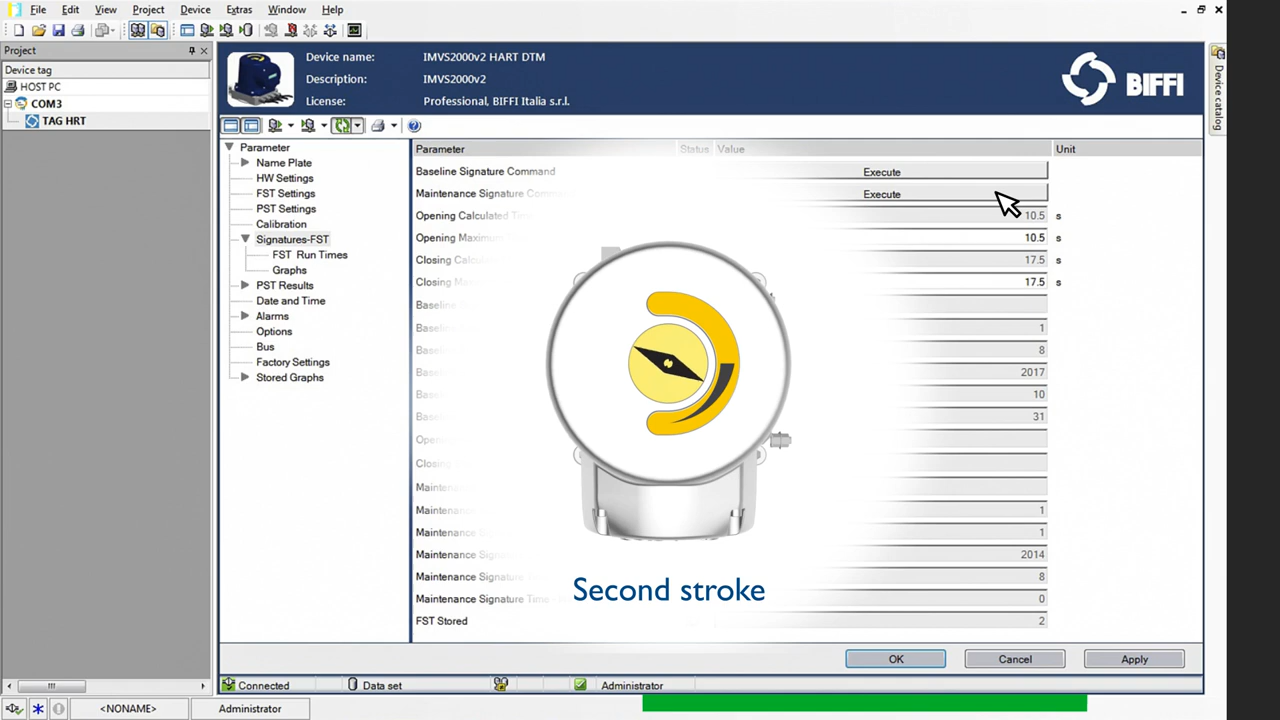 File Edit View Project Device Extras Window Help
Project
Device tag
HOST PC
COM3
TAG HRT
Device name: IMVS2000v2 HART DTM
Description: IMVS2000v2
License: Professional, BIFFI Italia s.r.l.
BIFFI
Device catalog
Parameter
Name Plate
HW Settings
FST Settings
PST Settings
Calibration
Signatures-FST
FST Run Times
Graphs
PST Results
Date and Time
Alarms
Options
Bus
Factory Settings
Stored Graphs
Parameter Status Value Unit
Baseline Signature Command Execute
Maintenance Signature Execute
Opening Calculated 10.5 s
Opening Maximum 10.5 s
Closing 17.5 s
Closing 17.5 s
Baseline
1
8
2017
10
31
Maintenance 1
Maintenance 1
Maintenance 2014
Maintenance Signature 8
Maintenance Signature Time 0
FST Stored 2
Second stroke
OK Cancel Apply
Connected Data set Administrator
<NONAME> Administrator